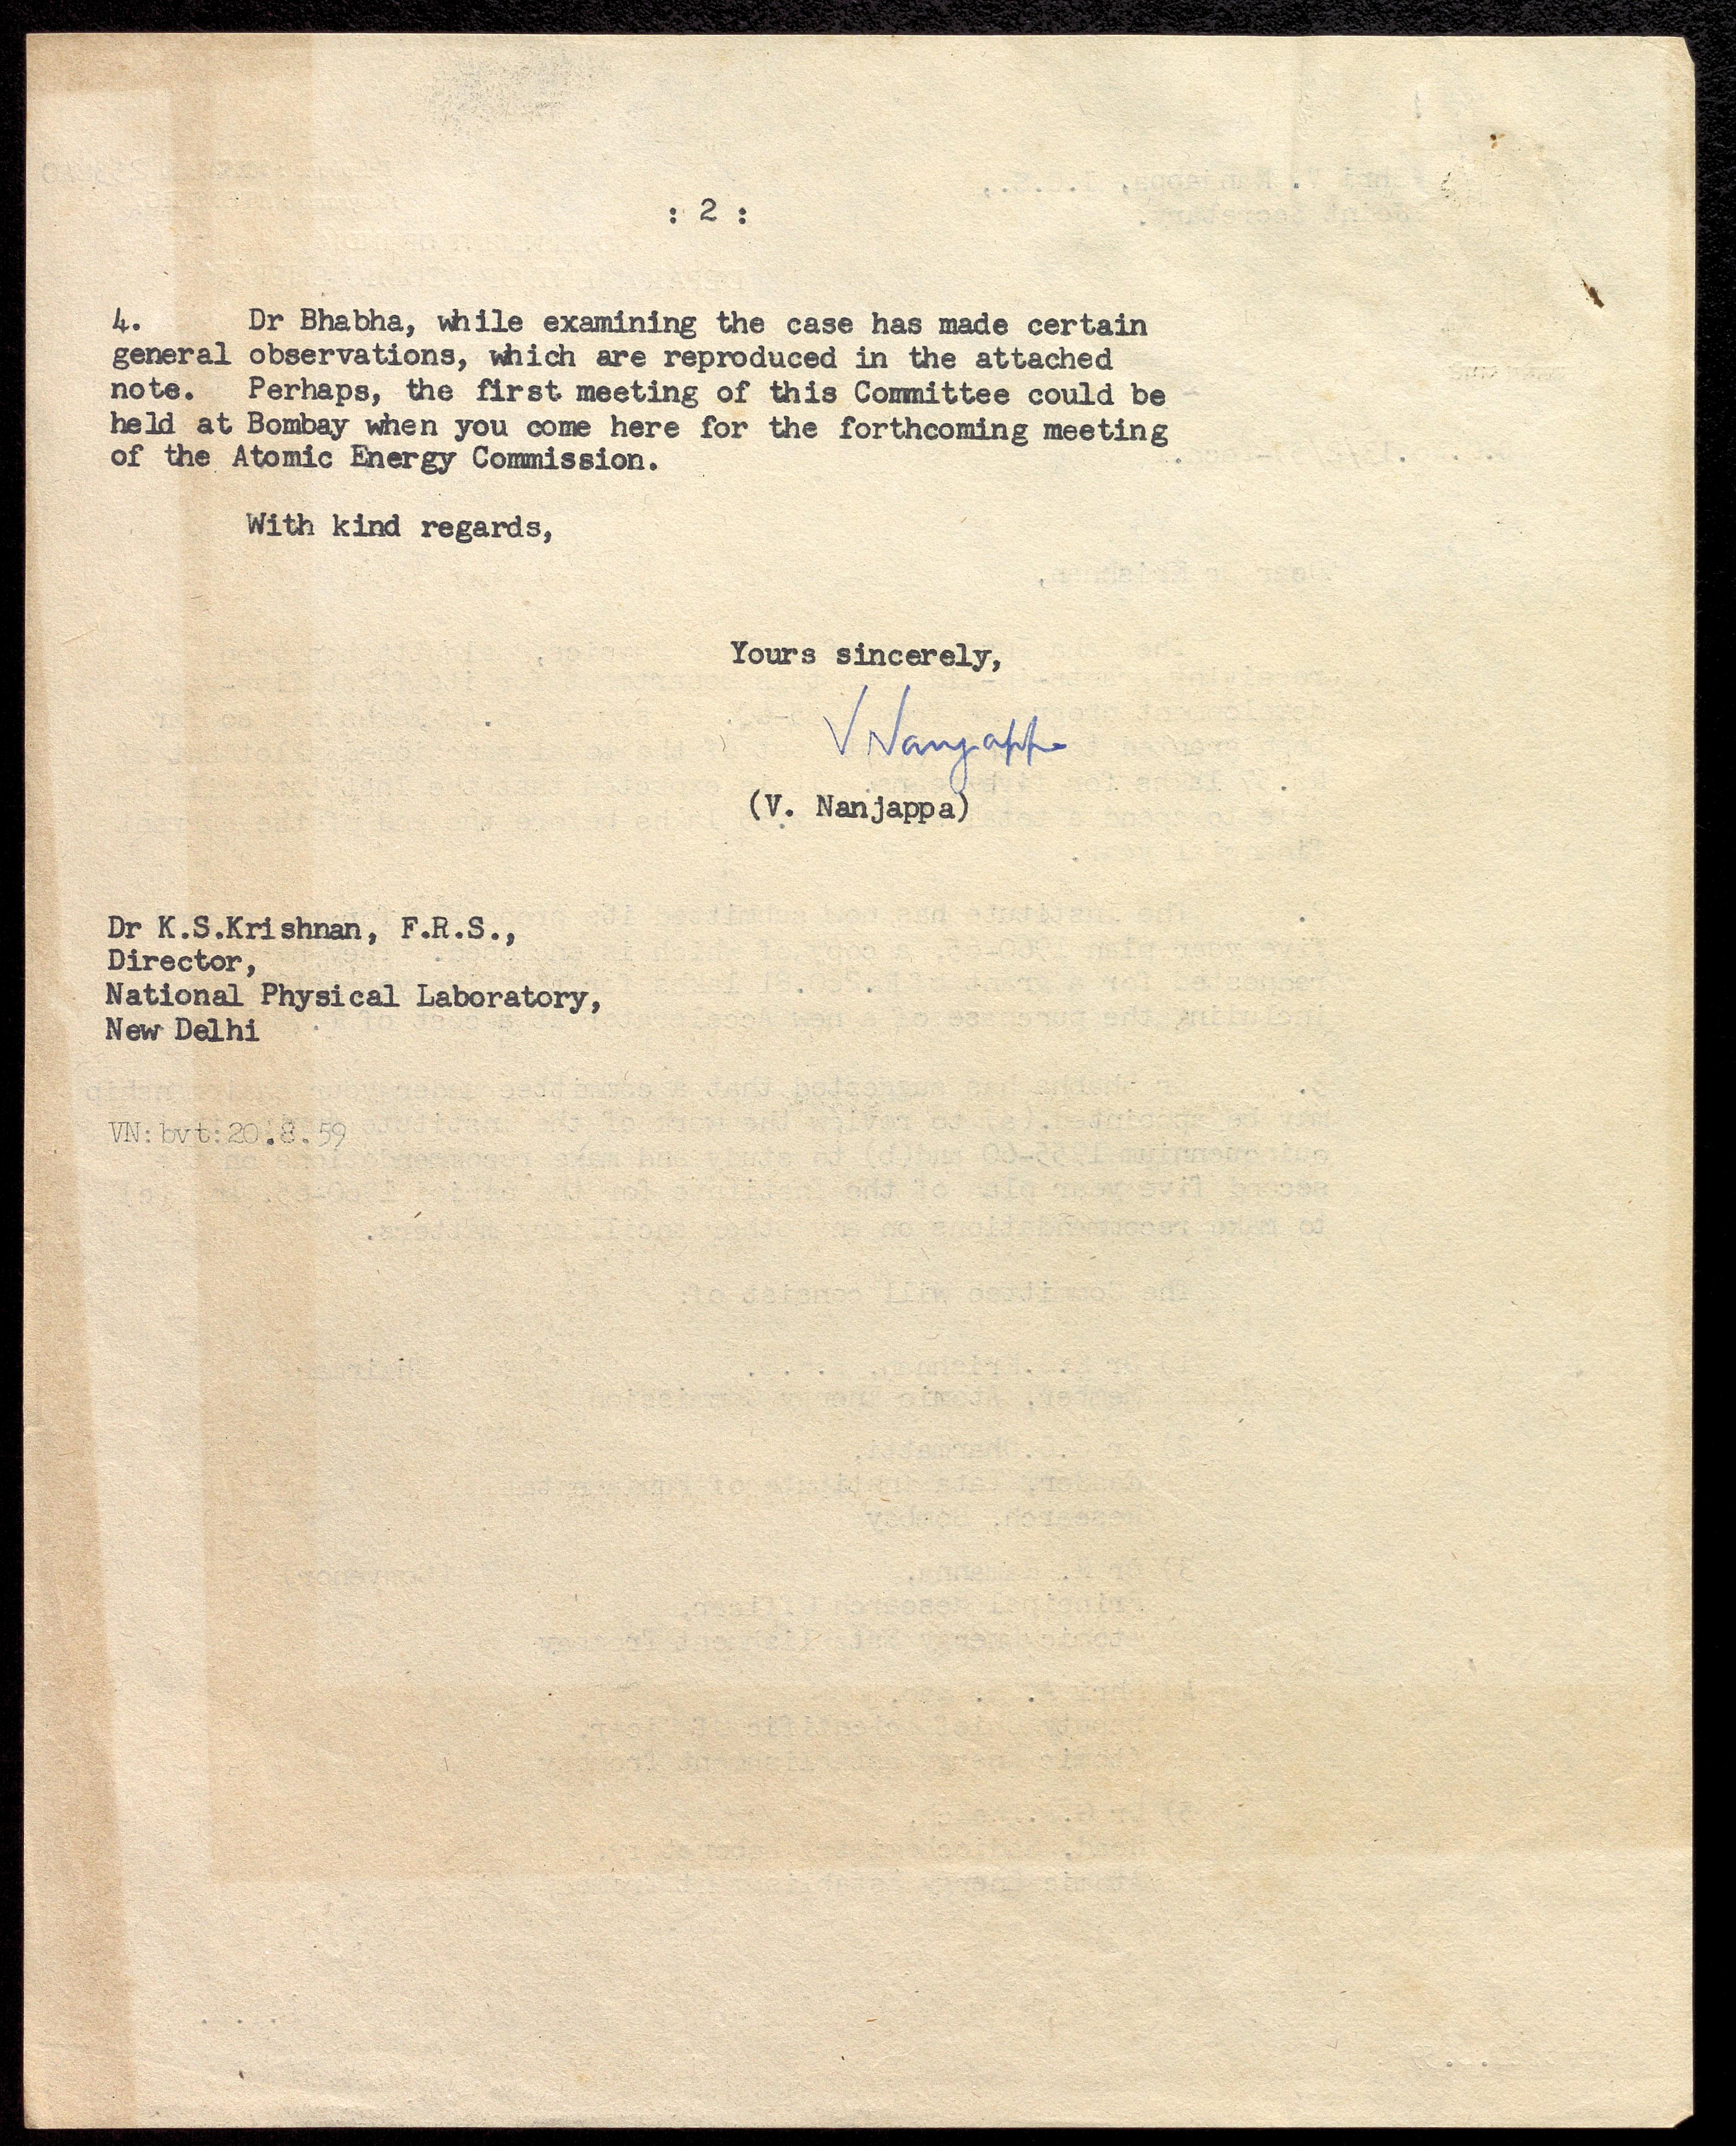 : 2 :
4. Dr Bhabha, while examining the case has made certain
general observations, which are reproduced in the attached
note. Perhaps, the first meeting of this Committee could be
held at Bombay when you come here for the forthcoming meeting
of the Atomic Energy Commission.
With kind regards,
Yours sincerely,
V Nanjappa
(V. Nanjappa)
Dr K.S.Krishnan, F.R.S.,
Director,
National Physical Laboratory,
New Delhi
VN:bvt:20.8.59